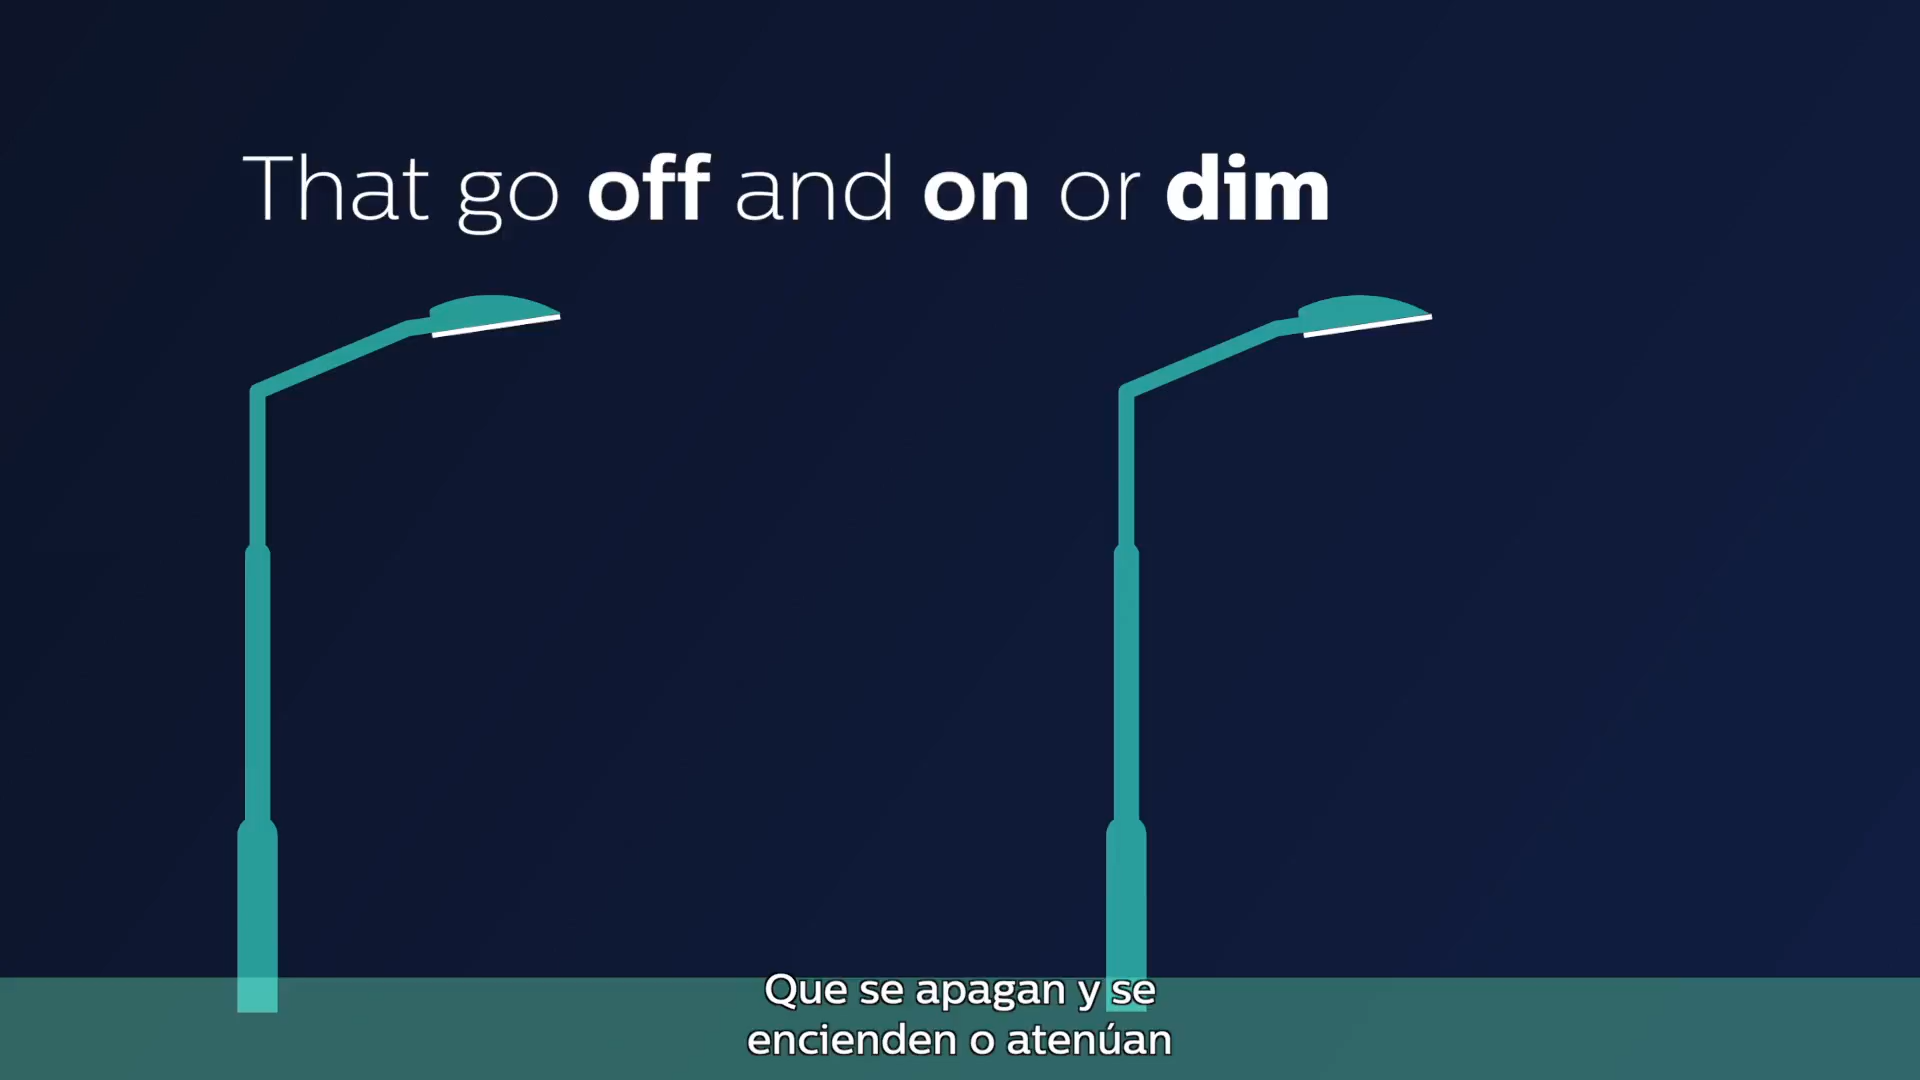 That go off and on or dim
Que se apagan y se
encienden o atenúan